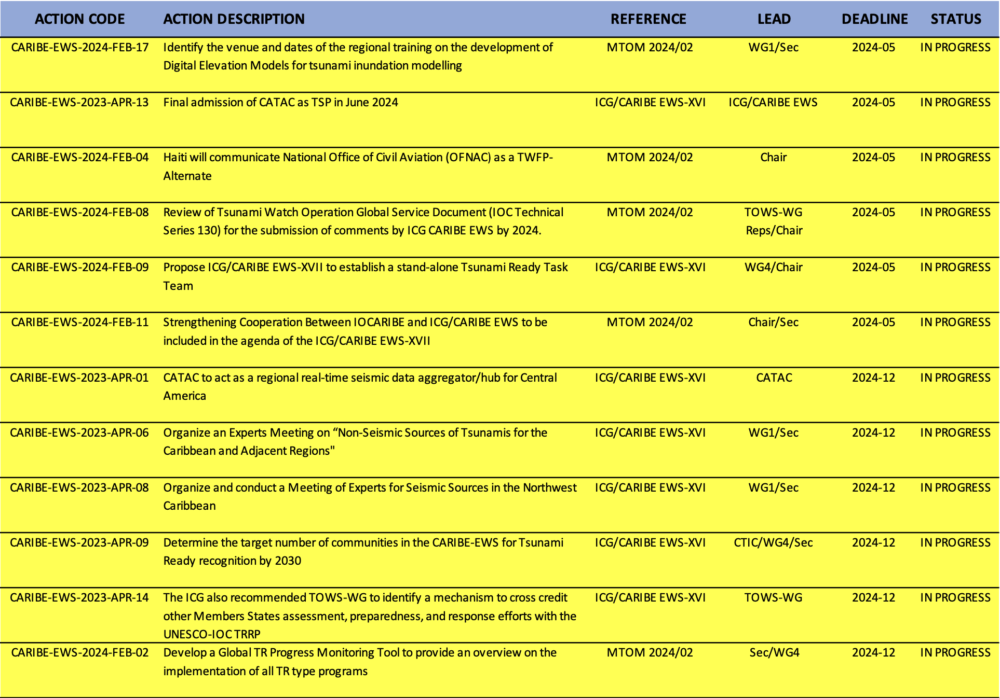 ACTION CODE ACTION DESCRIPTION REFERENCE LEAD DEADLINE STATUS
CARIBE-EWS-2024-FEB-17 Identify the venue and dates of the regional training on the development of MTOM 2024/02 WG1/Sec 2024-05 IN PROGRESS
Digital Elevation Models for tsunami inundation modelling
CARIBE-EWS-2023-APR-13 Final admission of CATAC as TSP in June 2024 ICG/CARIBE EWS-XVI ICG/CARIBE EWS 2024-05 IN PROGRESS
CARIBE-EWS-2024-FEB-04 Haiti will communicate National Office of Civil Aviation (OFNAC) as a TWFP- MTOM 2024/02 Chair 2024-05 IN PROGRESS
Alternate
CARIBE-EWS-2024-FEB-08 Review of Tsunami Watch Operation Global Service Document (IOC Technical MTOM 2024/02 TOWS-WG 2024-05 IN PROGRESS
Series 130) for the submission of comments by ICG CARIBE EWS by 2024. Reps/Chair
CARIBE-EWS-2024-FEB-09 Propose ICG/CARIBE EWS-XVII to establish a stand-alone Tsunami Ready Task ICG/CARIBE EWS-XVI WG4/Chair 2024-05 IN PROGRESS
Team
CARIBE-EWS-2024-FEB-11 Strengthening Cooperation Between IOCARIBE and ICG/CARIBE EWS to be MTOM 2024/02 Chair/Sec 2024-05 IN PROGRESS
included in the agenda of the ICG/CARIBE EWS-XVII
CARIBE-EWS-2023-APR-01 CATAC to act as a regional real-time seismic data aggregator/hub for Central ICG/CARIBE EWS-XVI CATAC 2024-12 IN PROGRESS
America
CARIBE-EWS-2023-APR-06 Organize an Experts Meeting on “Non-Seismic Sources of Tsunamis for the ICG/CARIBE EWS-XVI WG1/Sec 2024-12 IN PROGRESS
Caribbean and Adjacent Regions"
CARIBE-EWS-2023-APR-08 Organize and conduct a Meeting of Experts for Seismic Sources in the Northwest ICG/CARIBE EWS-XVI WG1/Sec 2024-12 IN PROGRESS
Caribbean
CARIBE-EWS-2023-APR-09 Determine the target number of communities in the CARIBE-EWS for Tsunami ICG/CARIBE EWS-XVI CTIC/WG4/Sec 2024-12 IN PROGRESS
Ready recognition by 2030
CARIBE-EWS-2023-APR-14 The ICG also recommended TOWS-WG to identify a mechanism to cross credit ICG/CARIBE EWS-XVI TOWS-WG 2024-12 IN PROGRESS
other Members States assessment, preparedness, and response efforts with the
UNESCO-IOC TRRP
CARIBE-EWS-2024-FEB-02 Develop a Global TR Progress Monitoring Tool to provide an overview on the MTOM 2024/02 Sec/WG4 2024-12 IN PROGRESS
implementation of all TR type programs